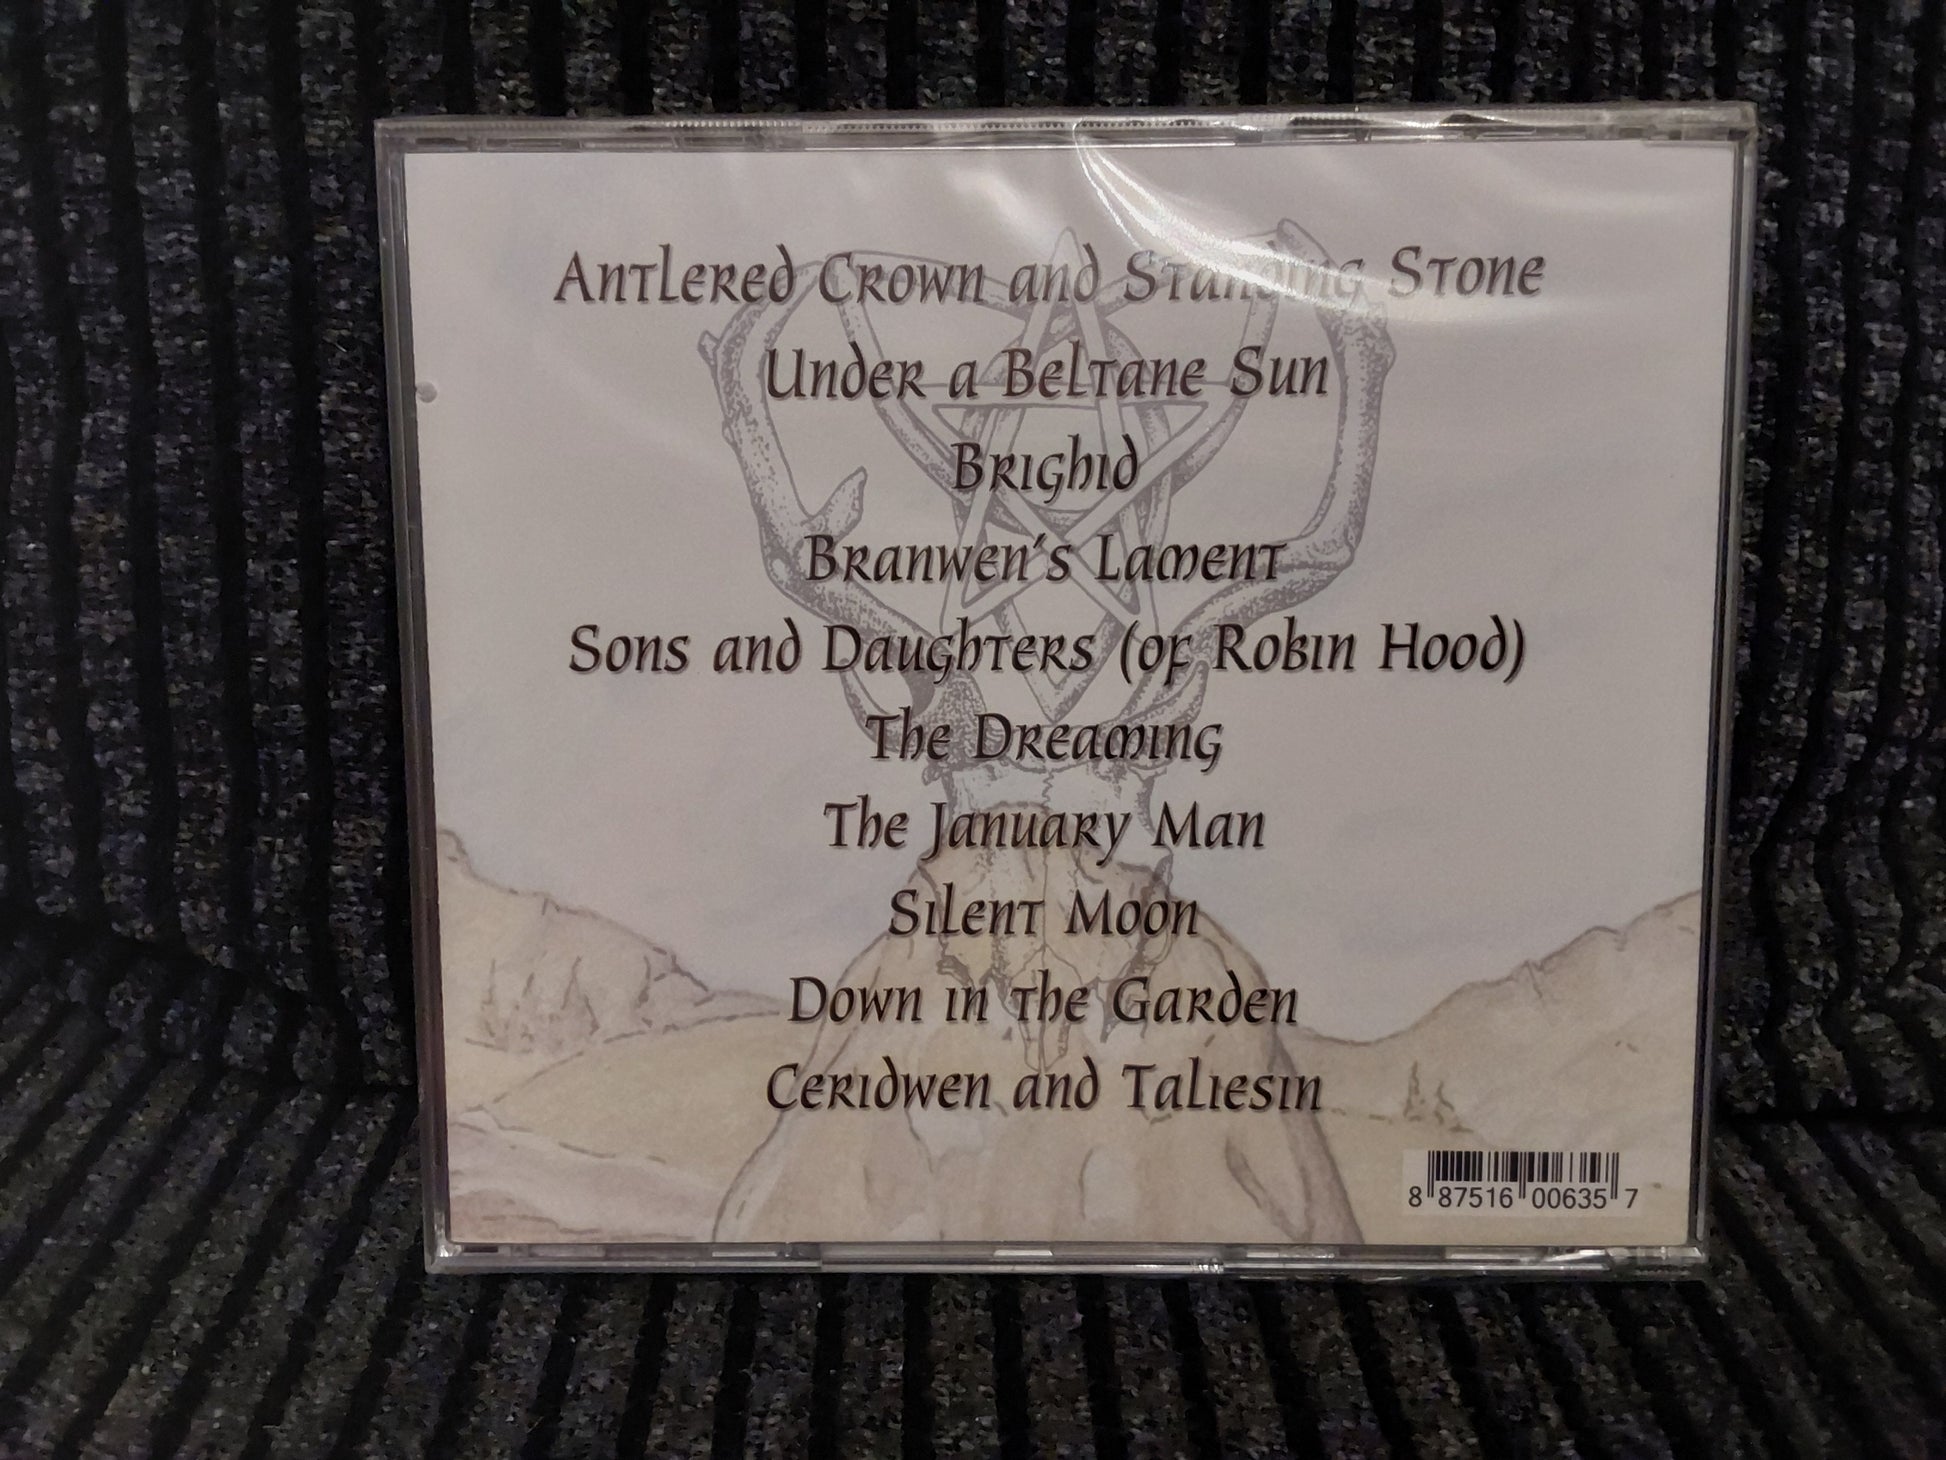 Antlered Crown and Standing Stone
Under a Beltane Sun
Brighid
Branwen's Lament
Sons and Daughters (of Robin Hood)
The Dreaming
The January Man
Silent Moon
Down in the Garden
Ceridwen and Taliesin
8 87516 00635 7